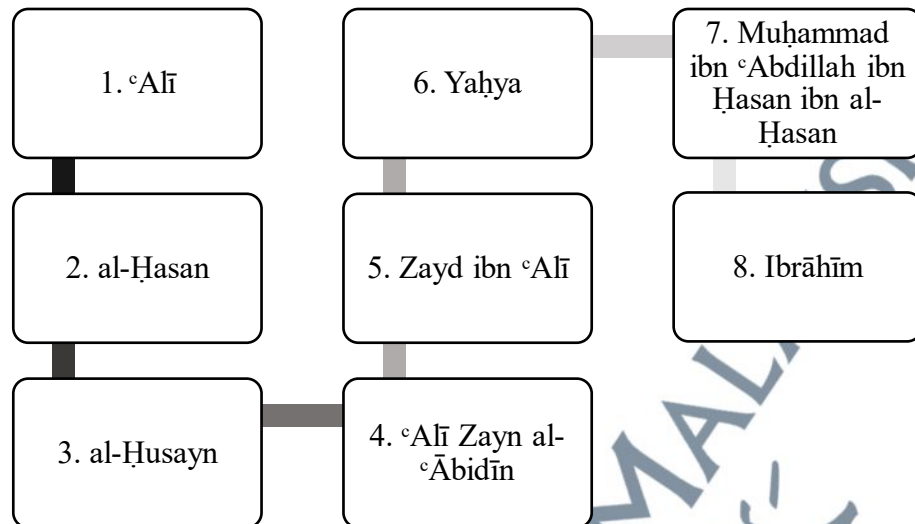 1. ᶜAlī
2. al-Ḥasan
3. al-Ḥusayn
4. ᶜAlī Zayn al-
ᶜĀbidīn
5. Zayd ibn ᶜAlī
6. Yaḥya
7. Muḥammad
ibn ᶜAbdillah ibn
Ḥasan ibn al-
Ḥasan
8. Ibrāhīm